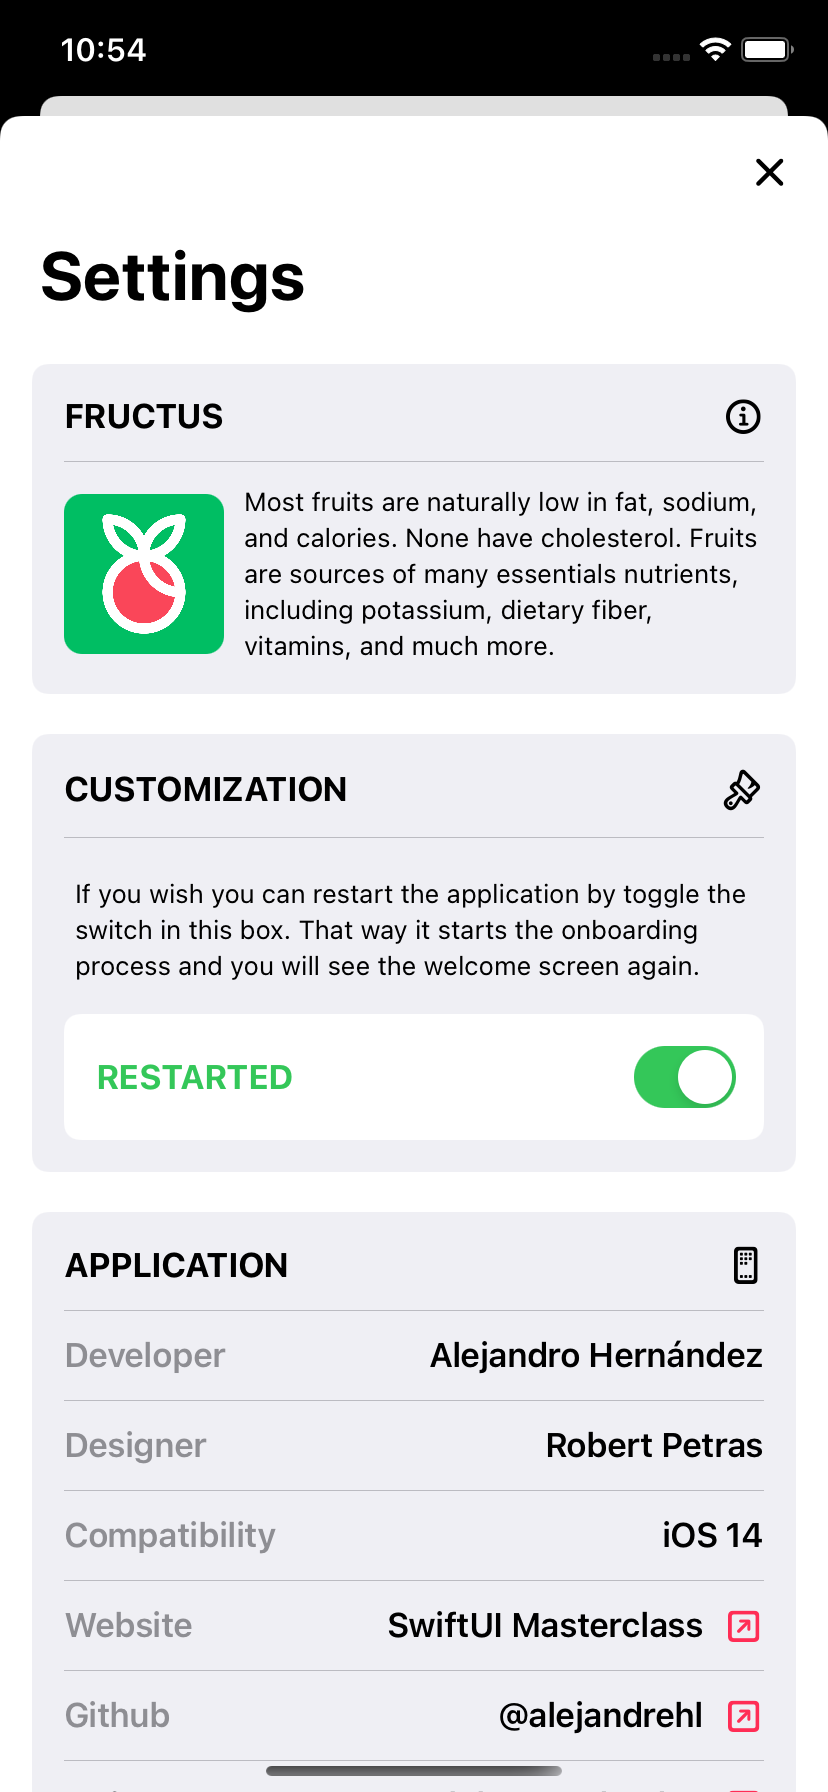 10:54
Settings
FRUCTUS
Most fruits are naturally low in fat, sodium,
and calories. None have cholesterol. Fruits
are sources of many essentials nutrients,
including potassium, dietary fiber,
vitamins, and much more.
CUSTOMIZATION
If you wish you can restart the application by toggle the
switch in this box. That way it starts the onboarding
process and you will see the welcome screen again.
RESTARTED
APPLICATION
Developer Alejandro Hernández
Designer Robert Petras
Compatibility iOS 14
Website SwiftUI Masterclass
Github @alejandrehl